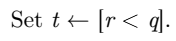 Set t ← [r < q].